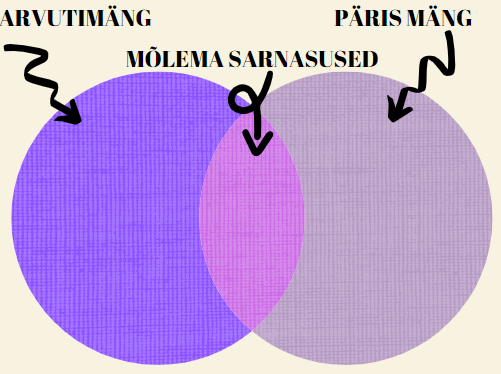 ARVUTIMÄNG
PÄRIS MÄNG
MÕLEMA SARNASUSED